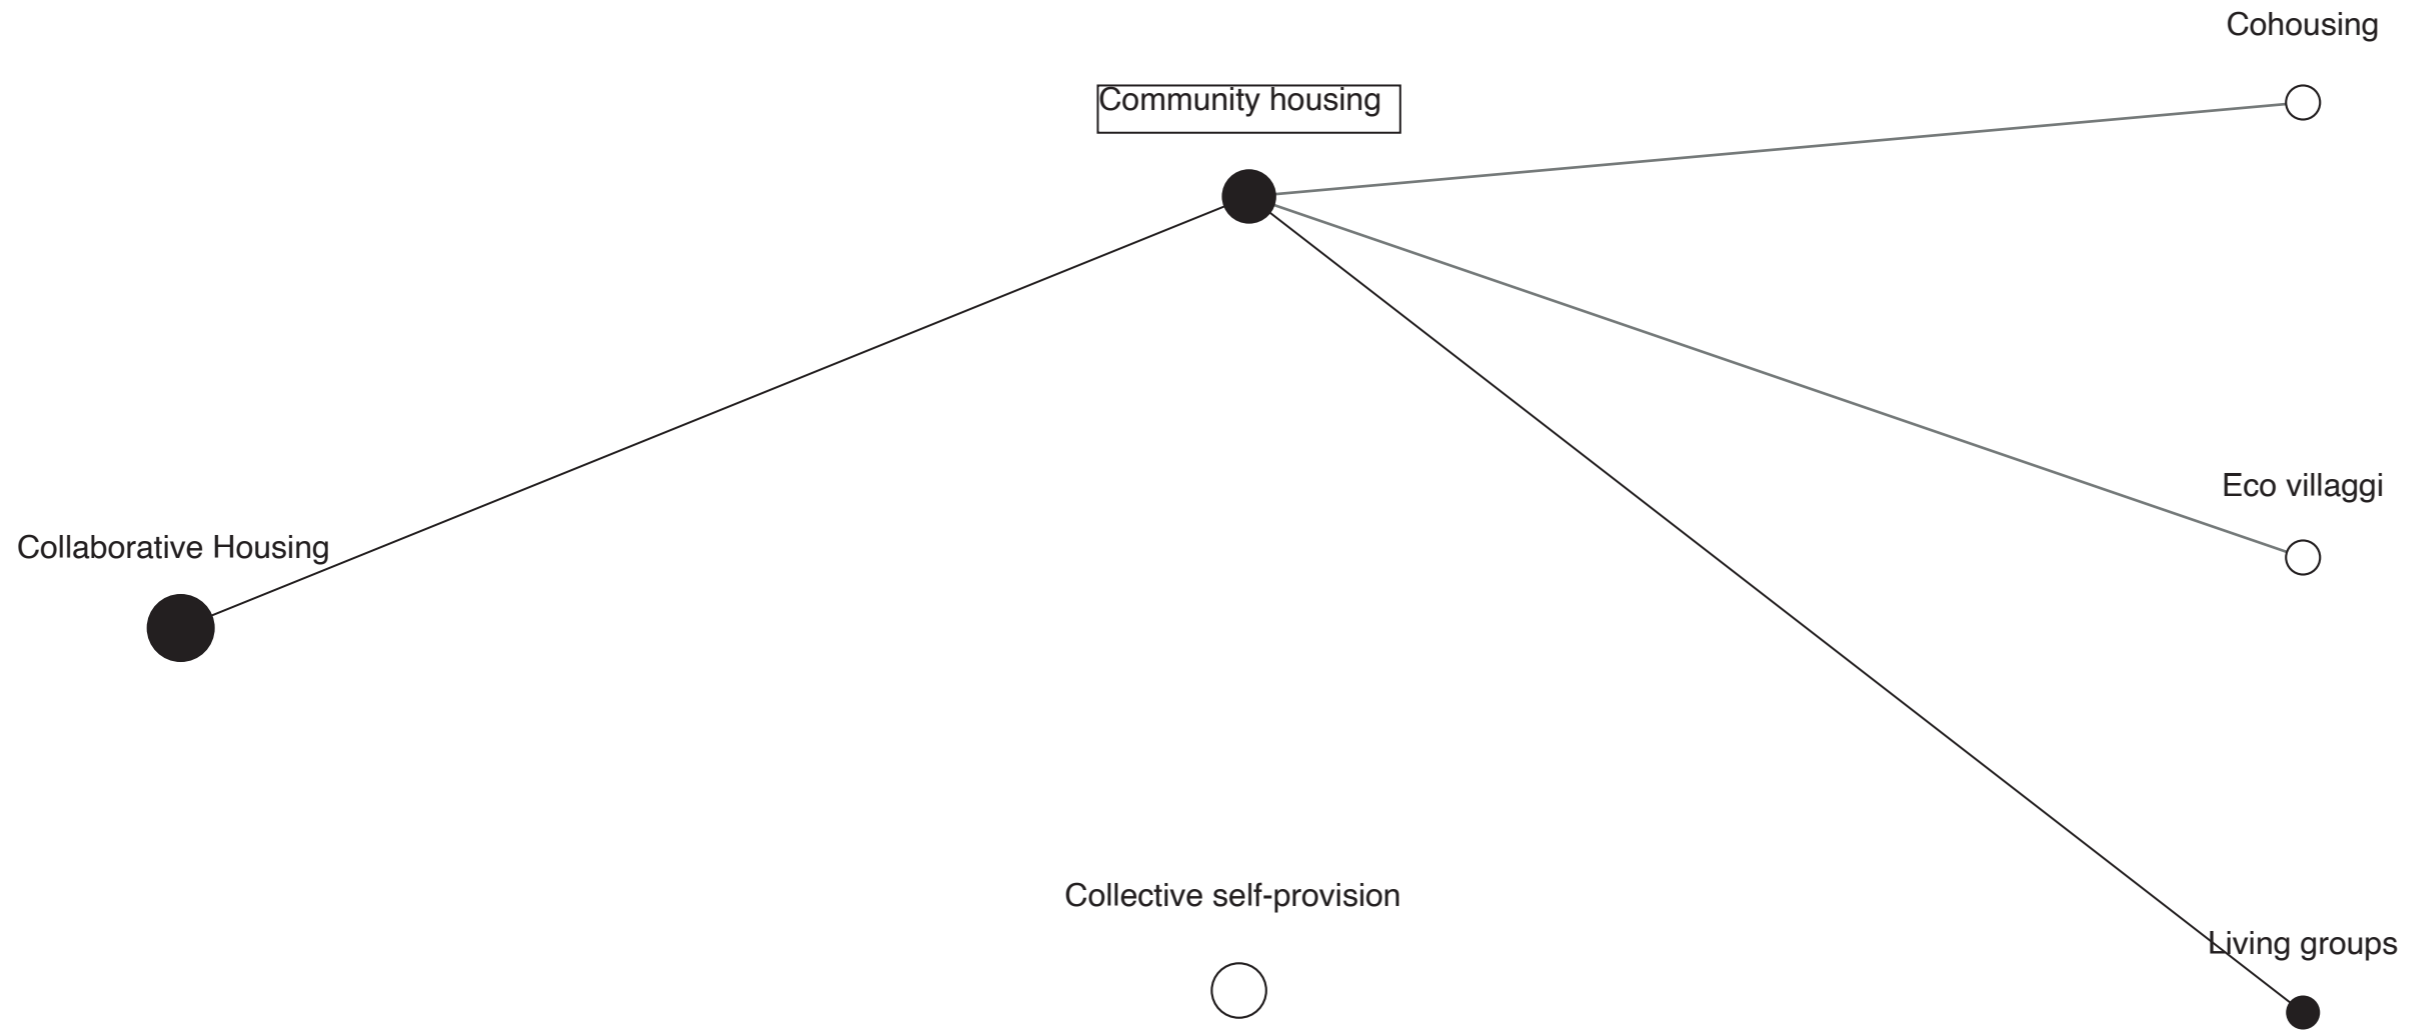 Cohousing
Community housing
Eco villaggi
Collaborative Housing
Collective self-provision
Living groups